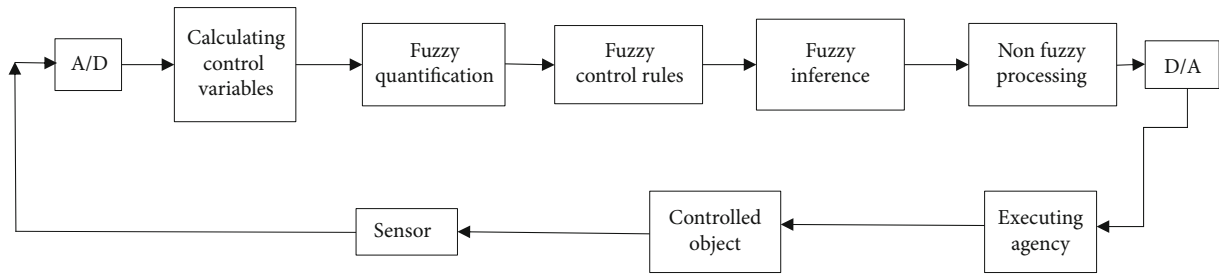 A/D
Calculating
control
variables
Fuzzy
quantification
Fuzzy
control rules
Fuzzy
inference
Non fuzzy
processing
D/A
Sensor
Controlled
object
Executing
agency